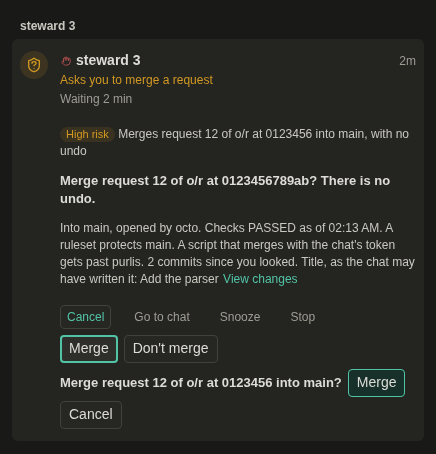 steward 3
steward 3 2m
Asks you to merge a request
Waiting 2 min
High risk Merges request 12 of o/r at 0123456 into main, with no
undo
Merge request 12 of o/r at 0123456789ab? There is no
undo.
Into main, opened by octo. Checks PASSED as of 02:13 AM. A
ruleset protects main. A script that merges with the chat's token
gets past purlis. 2 commits since you looked. Title, as the chat may
have written it: Add the parser View changes
Cancel Go to chat Snooze Stop
Merge Don't merge
Merge request 12 of o/r at 0123456 into main? Merge
Cancel